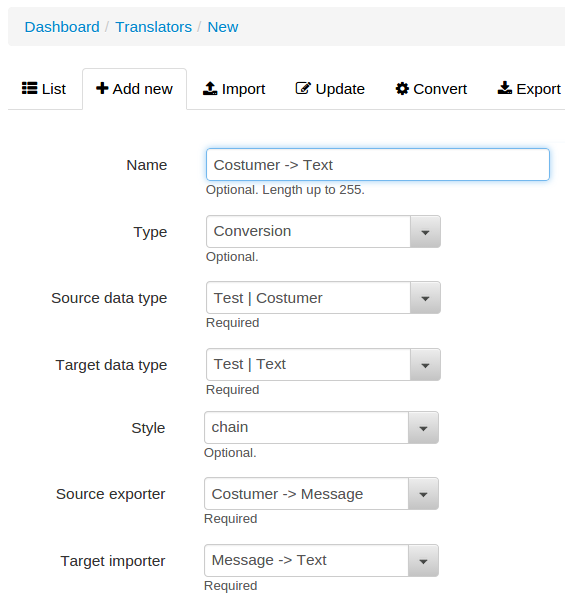 Dashboard / Translators / New
List Add new Import Update Convert Export
Name Costumer -> Text
Optional. Length up to 255.
Type Conversion
Optional.
Source data type Test | Costumer
Required
Target data type Test | Text
Required
Style chain
Optional.
Source exporter Costumer -> Message
Required
Target importer Message -> Text
Required